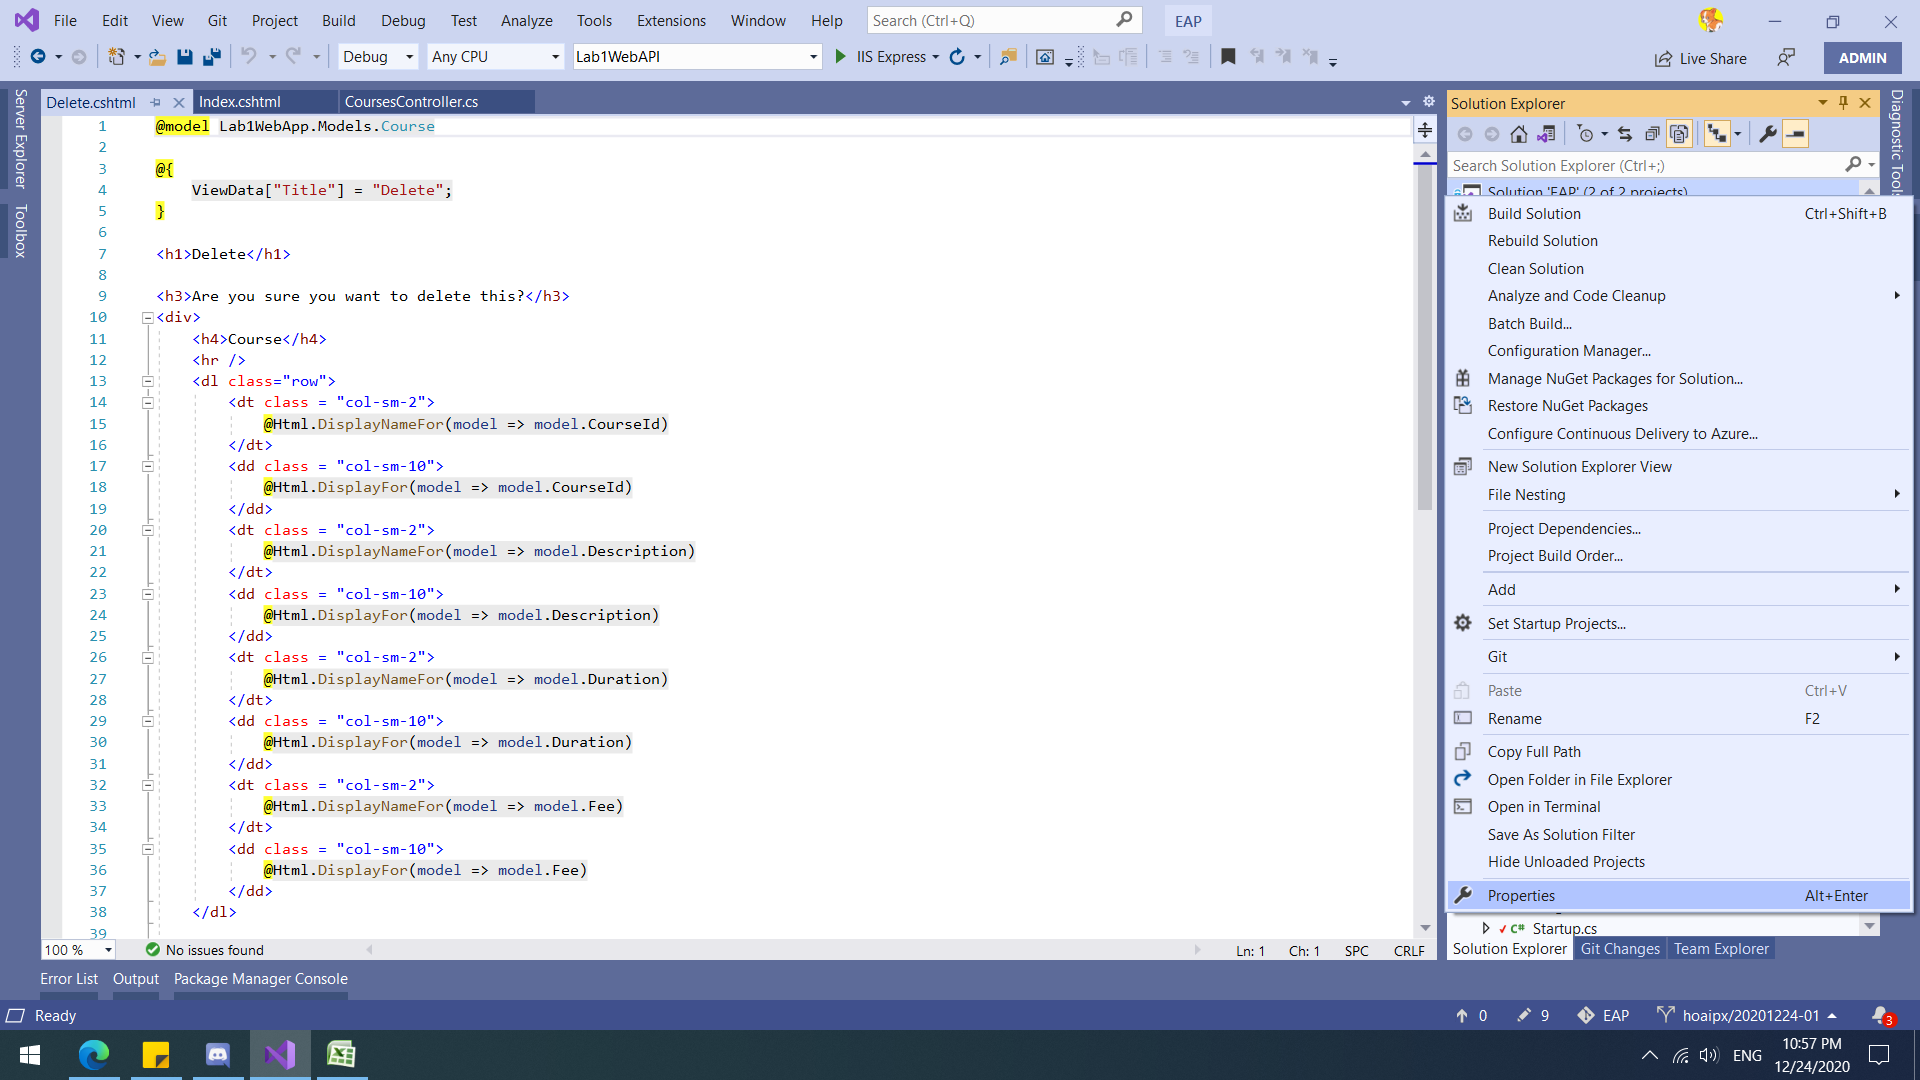 File Edit View Git Project Build Debug Test Analyze Tools Extensions Window Help Search (Ctrl+Q) EAP
Debug Any CPU Lab1WebAPI IIS Express Live Share ADMIN
Server Explorer
Toolbox
Delete.cshtml Index.cshtml CoursesController.cs
1 @model Lab1WebApp.Models.Course
2
3 @{
4 ViewData["Title"] = "Delete";
5 }
6
7 <h1>Delete</h1>
8
9 <h3>Are you sure you want to delete this?</h3>
10 <div>
11 <h4>Course</h4>
12 <hr />
13 <dl class="row">
14 <dt class = "col-sm-2">
15 @Html.DisplayNameFor(model => model.CourseId)
16 </dt>
17 <dd class = "col-sm-10">
18 @Html.DisplayFor(model => model.CourseId)
19 </dd>
20 <dt class = "col-sm-2">
21 @Html.DisplayNameFor(model => model.Description)
22 </dt>
23 <dd class = "col-sm-10">
24 @Html.DisplayFor(model => model.Description)
25 </dd>
26 <dt class = "col-sm-2">
27 @Html.DisplayNameFor(model => model.Duration)
28 </dt>
29 <dd class = "col-sm-10">
30 @Html.DisplayFor(model => model.Duration)
31 </dd>
32 <dt class = "col-sm-2">
33 @Html.DisplayNameFor(model => model.Fee)
34 </dt>
35 <dd class = "col-sm-10">
36 @Html.DisplayFor(model => model.Fee)
37 </dd>
38 </dl>
39
100 % No issues found Ln: 1 Ch: 1 SPC CRLF
Solution Explorer
Search Solution Explorer (Ctrl+;)
Solution 'EAP' (2 of 2 projects)
Build Solution Ctrl+Shift+B
Rebuild Solution
Clean Solution
Analyze and Code Cleanup
Batch Build...
Configuration Manager...
Manage NuGet Packages for Solution...
Restore NuGet Packages
Configure Continuous Delivery to Azure...
New Solution Explorer View
File Nesting
Project Dependencies...
Project Build Order...
Add
Set Startup Projects...
Git
Paste Ctrl+V
Rename F2
Copy Full Path
Open Folder in File Explorer
Open in Terminal
Save As Solution Filter
Hide Unloaded Projects
Properties Alt+Enter
C# Startup.cs
Solution Explorer Git Changes Team Explorer
Diagnostic Tools
Error List Output Package Manager Console
Ready 0 9 EAP hoaipx/20201224-01 3
ENG 10:57 PM
12/24/2020